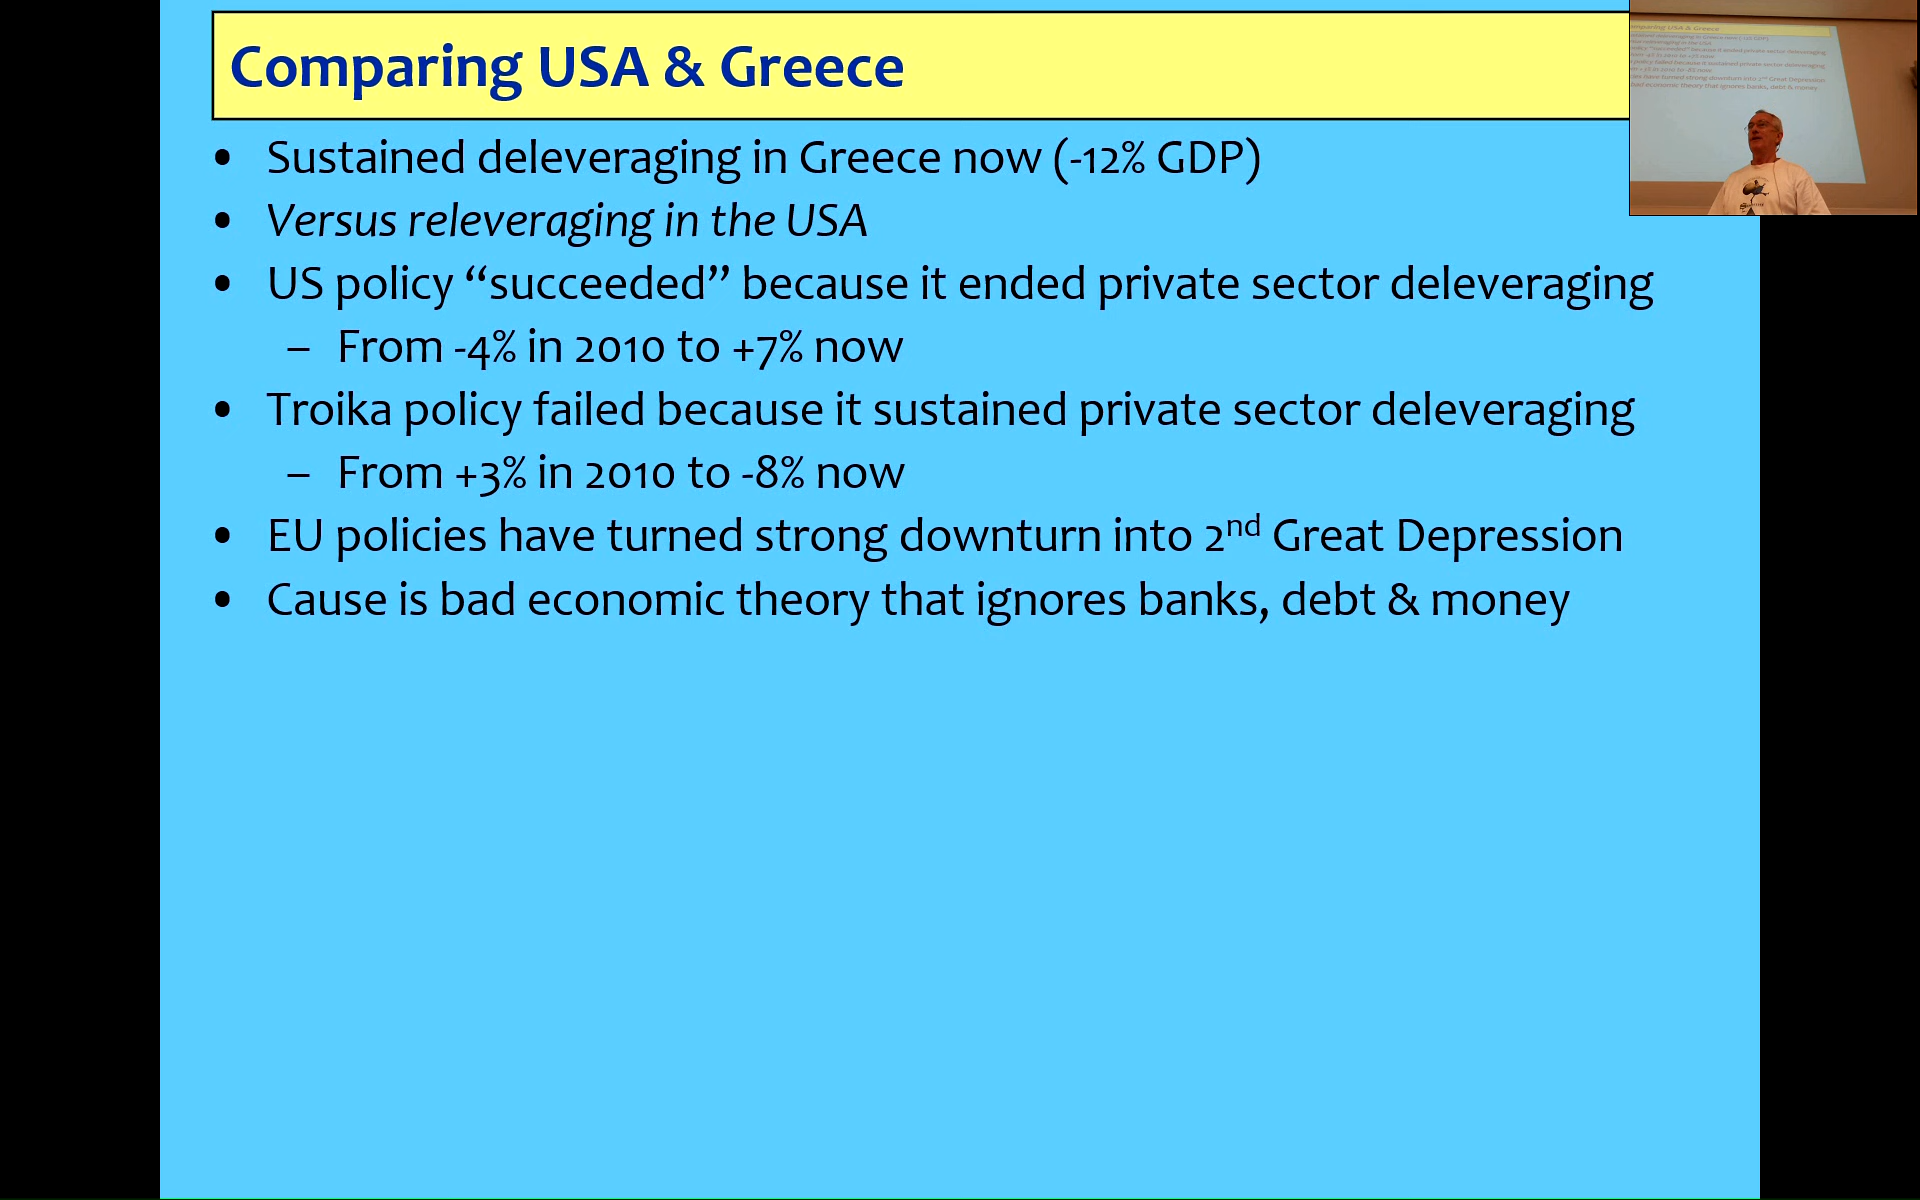 Comparing USA & Greece
• Sustained deleveraging in Greece now (-12% GDP)
• Versus releveraging in the USA
• US policy “succeeded” because it ended private sector deleveraging
– From -4% in 2010 to +7% now
• Troika policy failed because it sustained private sector deleveraging
– From +3% in 2010 to -8% now
• EU policies have turned strong downturn into 2nd Great Depression
• Cause is bad economic theory that ignores banks, debt & money